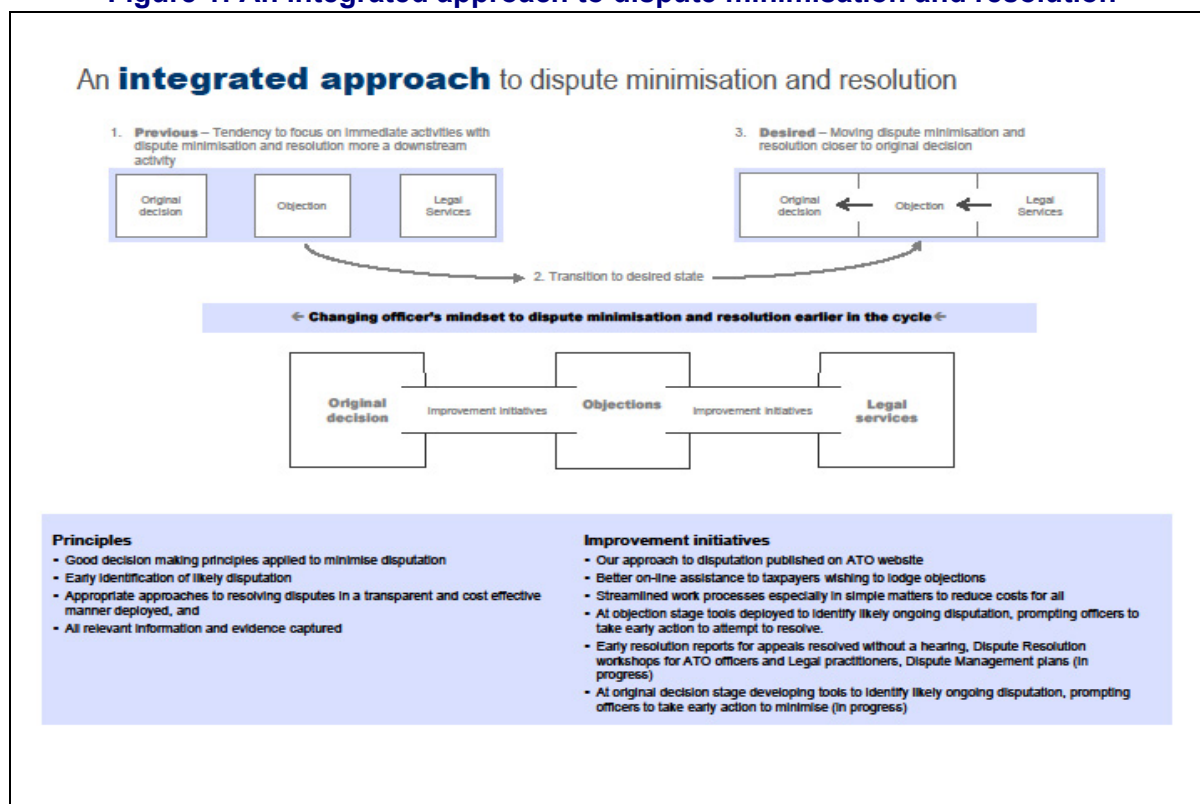 Figure 1: An integrated approach to dispute minimisation and resolution
An integrated approach to dispute minimisation and resolution
1. Previous – Tendency to focus on immediate activities with
dispute minimisation and resolution more a downstream
activity
Original
decision
Objection
Legal
Services
3. Desired – Moving dispute minimisation and
resolution closer to original decision
Original
decision
Objection
Legal
Services
2. Transition to desired state
← Changing officer's mindset to dispute minimisation and resolution earlier in the cycle ←
Original
decision
Improvement initiatives
Objections
Improvement initiatives
Legal
services
Principles
- Good decision making principles applied to minimise disputation
- Early identification of likely disputation
- Appropriate approaches to resolving disputes in a transparent and cost effective
manner deployed, and
- All relevant information and evidence captured
Improvement initiatives
- Our approach to disputation published on ATO website
- Better on-line assistance to taxpayers wishing to lodge objections
- Streamlined work processes especially in simple matters to reduce costs for all
- At objection stage tools deployed to identify likely ongoing disputation, prompting officers to
take early action to attempt to resolve.
- Early resolution reports for appeals resolved without a hearing, Dispute Resolution
workshops for ATO officers and Legal practitioners, Dispute Management plans (in
progress)
- At original decision stage developing tools to identify likely ongoing disputation, prompting
officers to take early action to minimise (in progress)